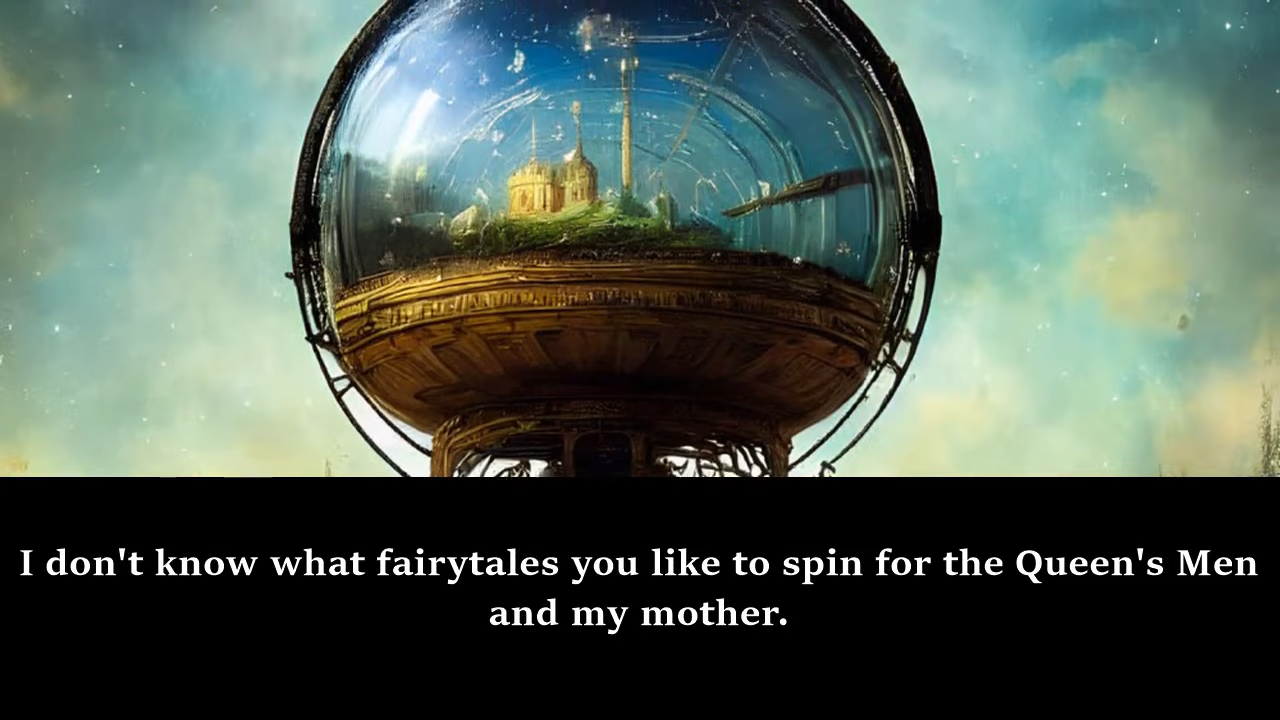 I don't know what fairytales you like to spin for the Queen's Men
and my mother.